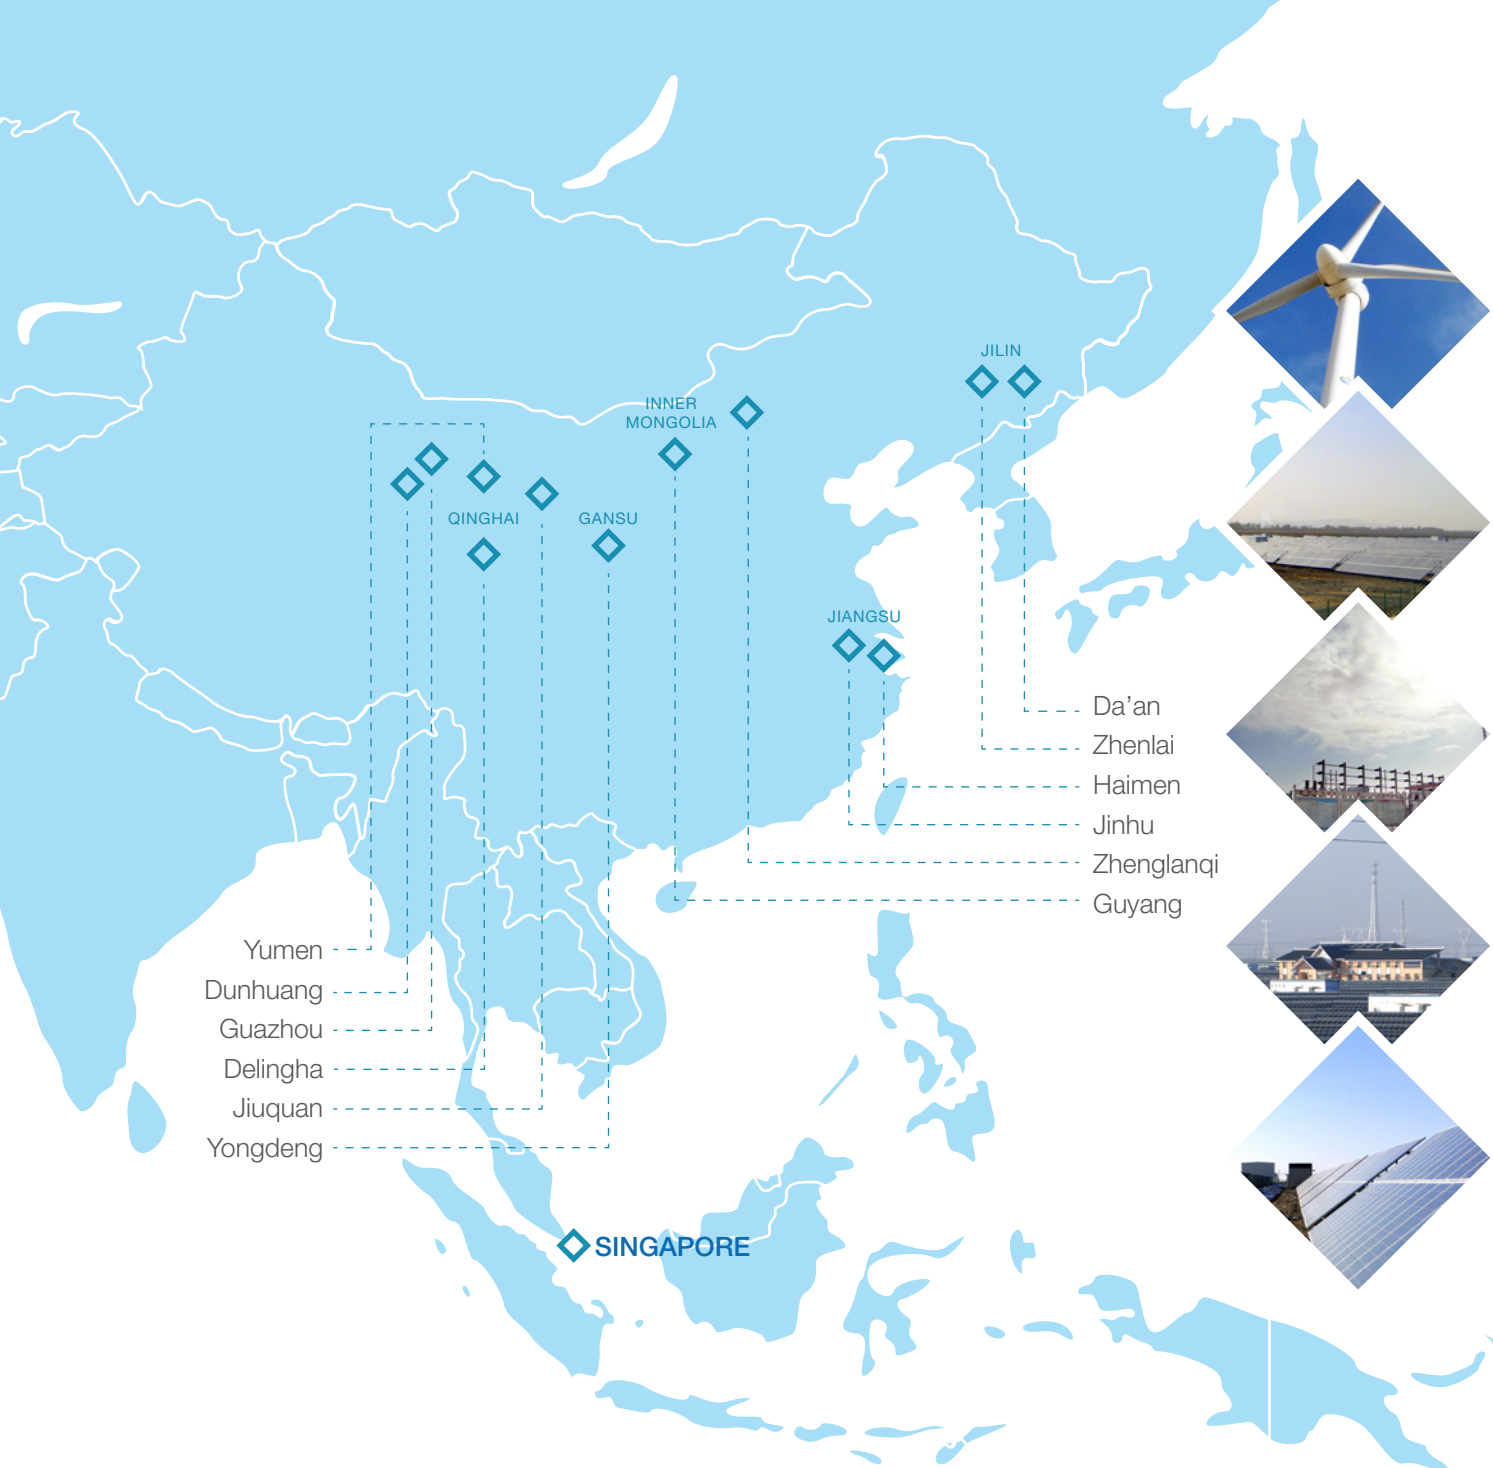 JILIN
INNER
MONGOLIA
QINGHAI
GANSU
JIANGSU
Da’an
Zhenlai
Haimen
Jinhu
Zhenglanqi
Guyang
Yumen
Dunhuang
Guazhou
Delingha
Jiuquan
Yongdeng
SINGAPORE